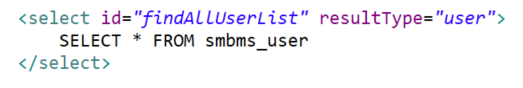 <select id="findAllUserList" resultType="user">
SELECT * FROM smbms_user
</select>